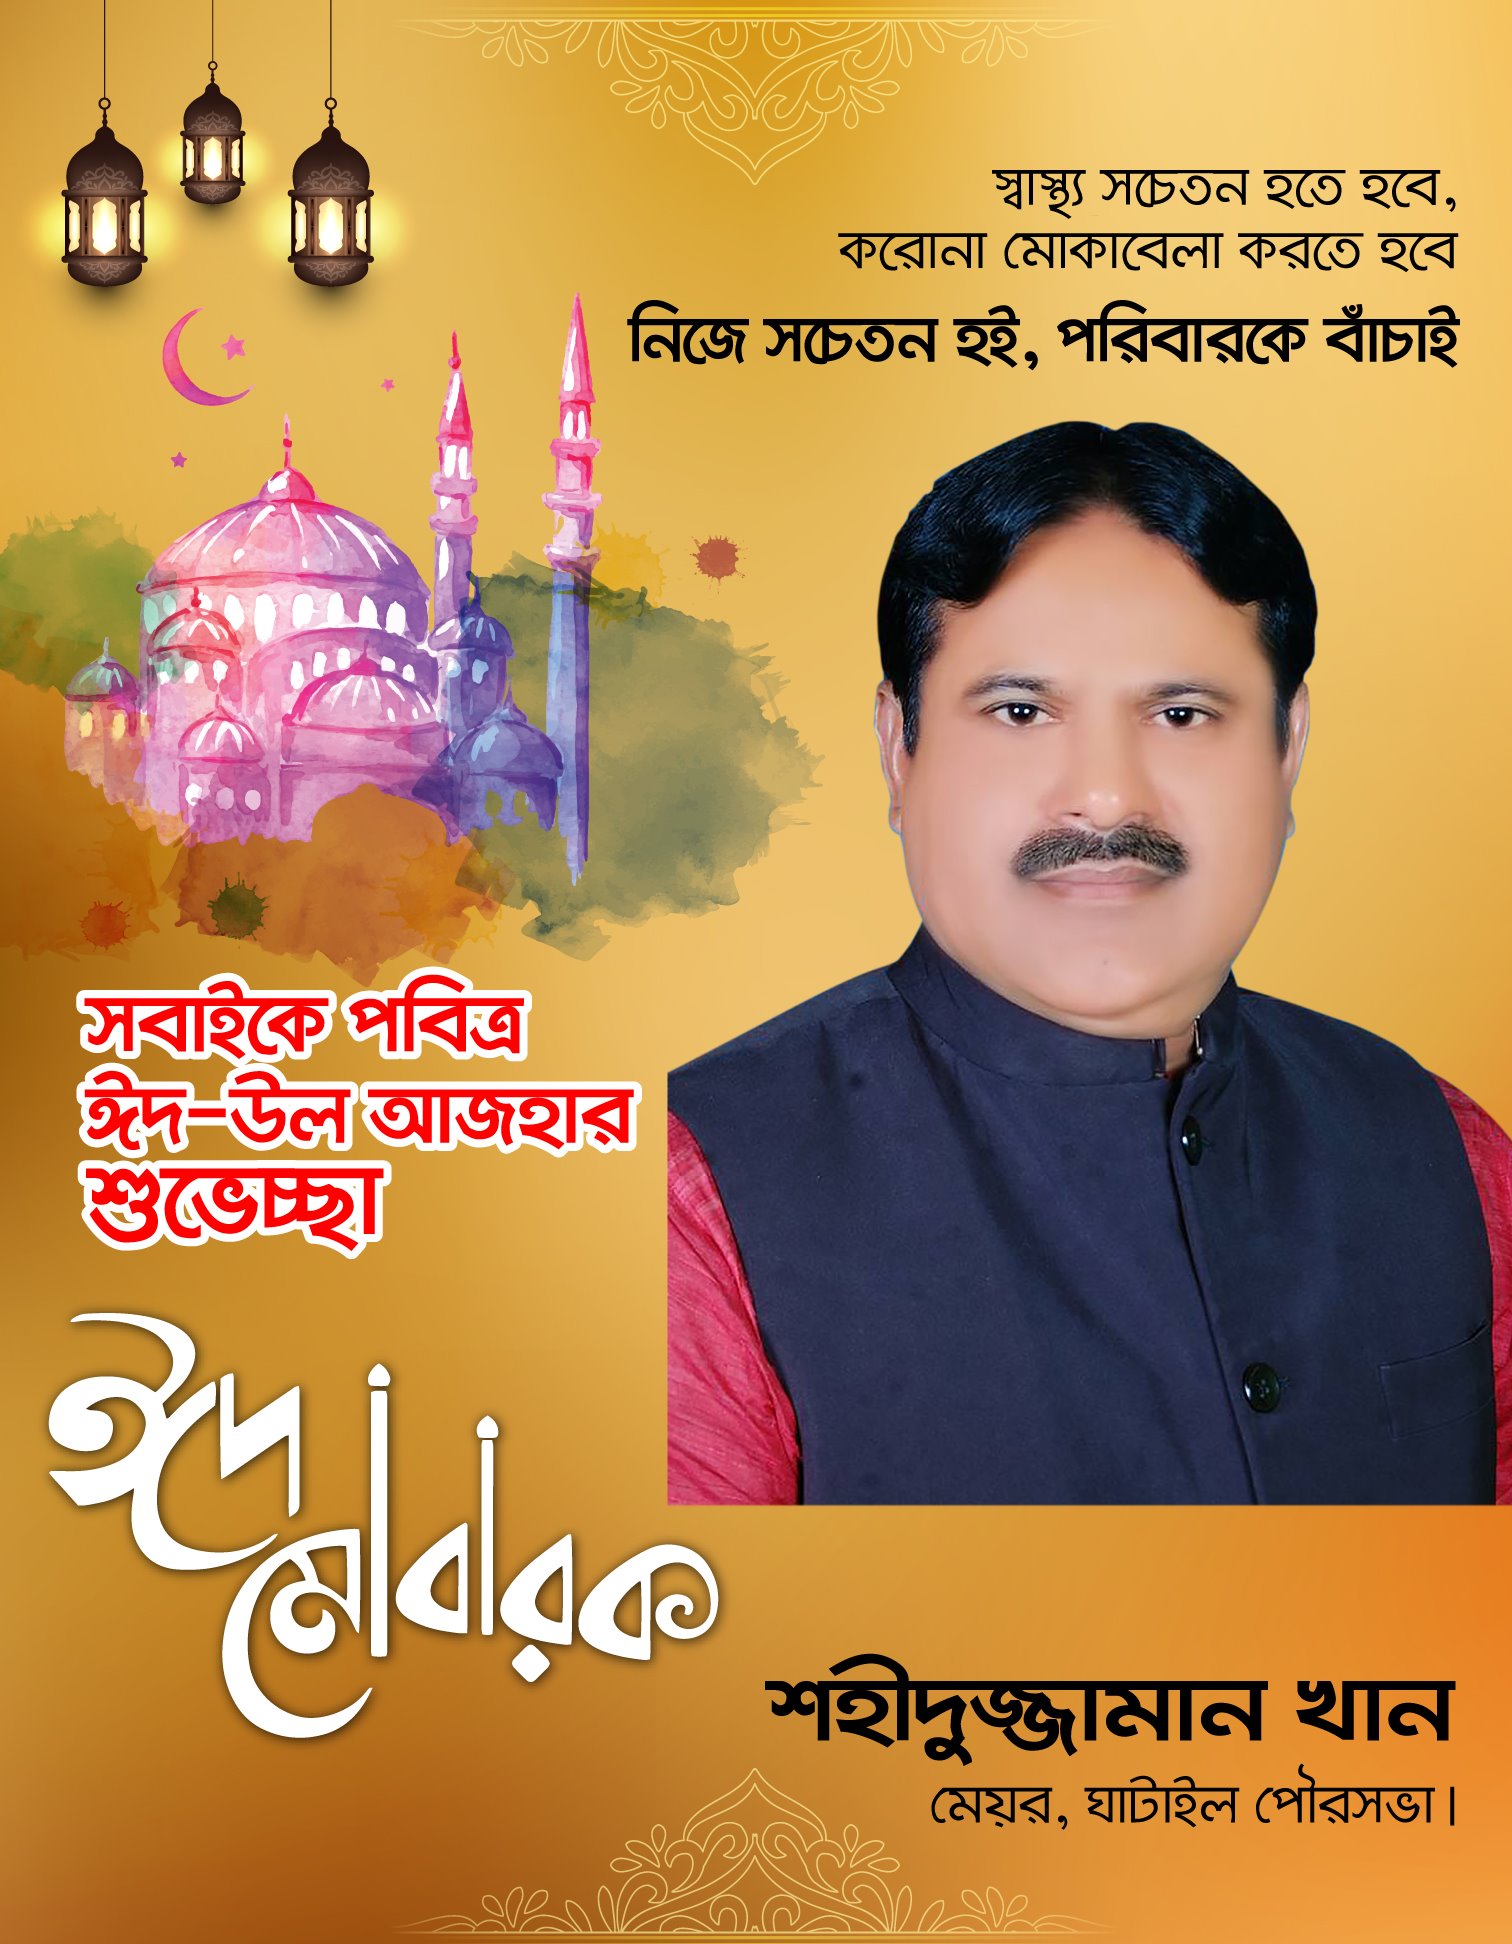 স্বাস্থ্য সচেতন হতে হবে,
করোনা মোকাবেলা করতে হবে
নিজে সচেতন হই, পরিবারকে বাঁচাই
সবাইকে পবিত্র
ঈদ-উল আজহার
শুভেচ্ছা
ঈদ
মোবারক
শহীদুজ্জামান খান
মেয়র, ঘাটাইল পৌরসভা।